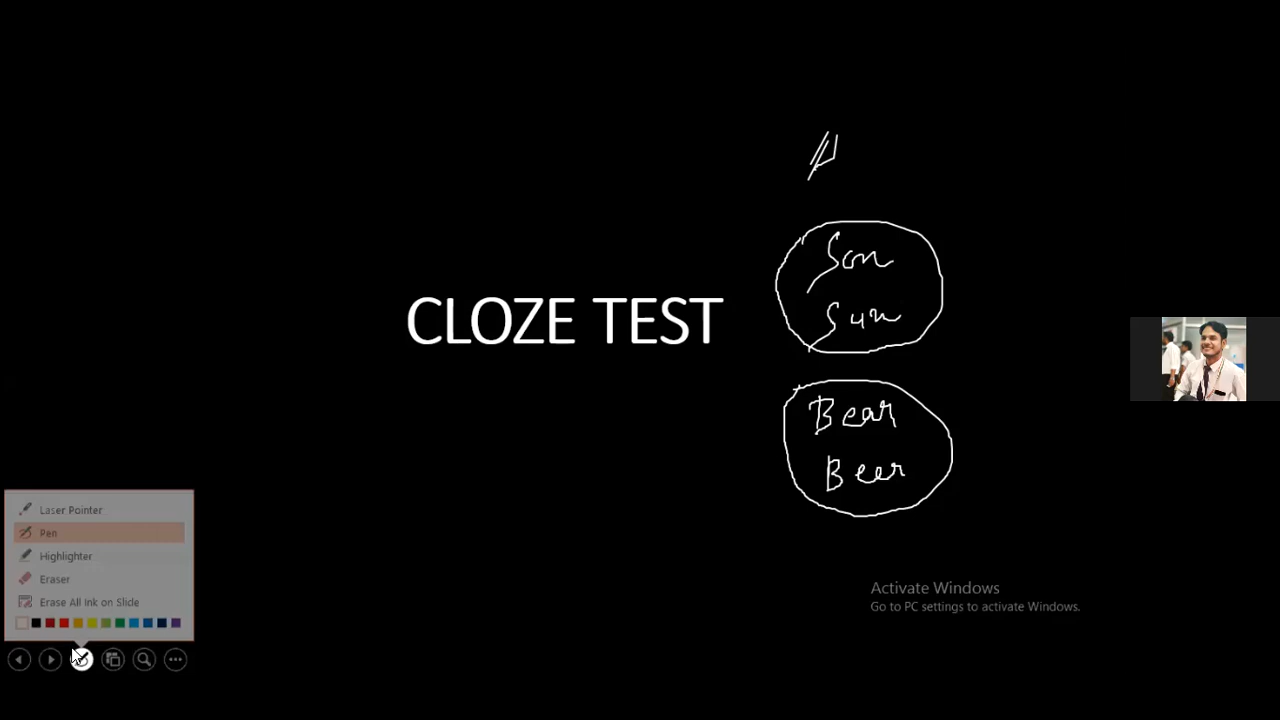 Son
CLOZE TEST
Sun
Bear
Beer
Laser Pointer
Pen
Highlighter
Eraser
Erase All Ink on Slide
Activate Windows
Go to PC settings to activate Windows.